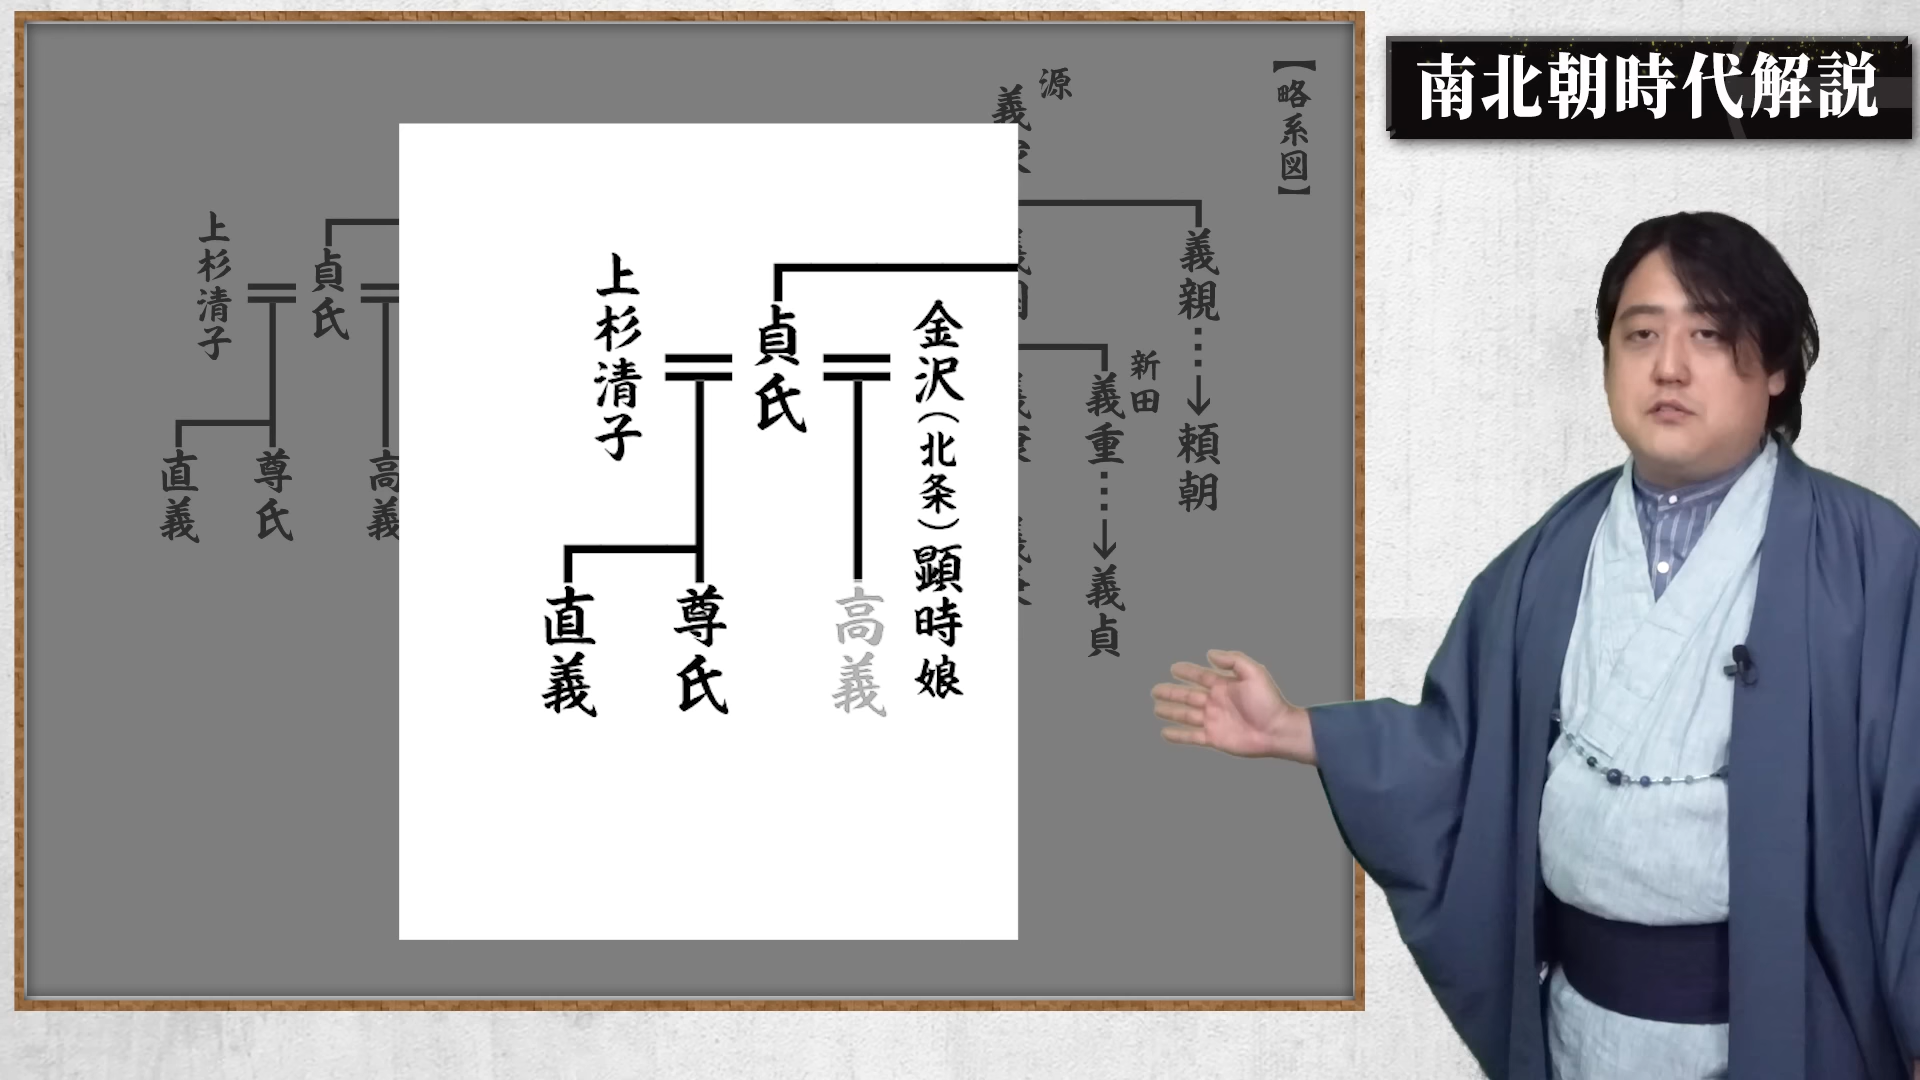 南北朝時代解説
【略系図】
源
義家
義親
頼朝
新田
義重
義貞
金沢(北条)顕時娘
貞氏
上杉清子
高義
尊氏
直義
貞氏
上杉清子
高義
尊氏
直義